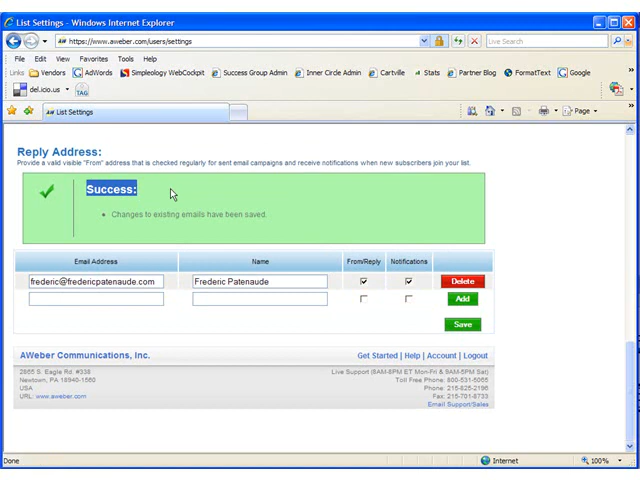 List Settings - Windows Internet Explorer
https://www.aweber.com/users/settings
Live Search
File Edit View Favorites Tools Help
Links Vendors AdWords Simpleology WebCockpit Success Group Admin Inner Circle Admin Cartville Stats Partner Blog FormatText Google
del.icio.us TAG
List Settings
Page
Reply Address:
Provide a valid visible "From" address that is checked regularly for sent email campaigns and receive notifications when new subscribers join your list.
Success:
Changes to existing emails have been saved.
Email Address Name From/Reply Notifications
frederic@fredericpatenaude.com Frederic Patenaude Delete
Add
Save
AWeber Communications, Inc. Get Started | Help | Account | Logout
2865 S. Eagle Rd. #338 Live Support (8AM-8PM ET Mon-Fri & 9AM-5PM Sat)
Newtown, PA 18940-1560 Toll Free Phone: 800-531-5065
USA Phone: 215-825-2196
URL: www.aweber.com Fax: 215-701-8733
Email Support/Sales
Done Internet 100%